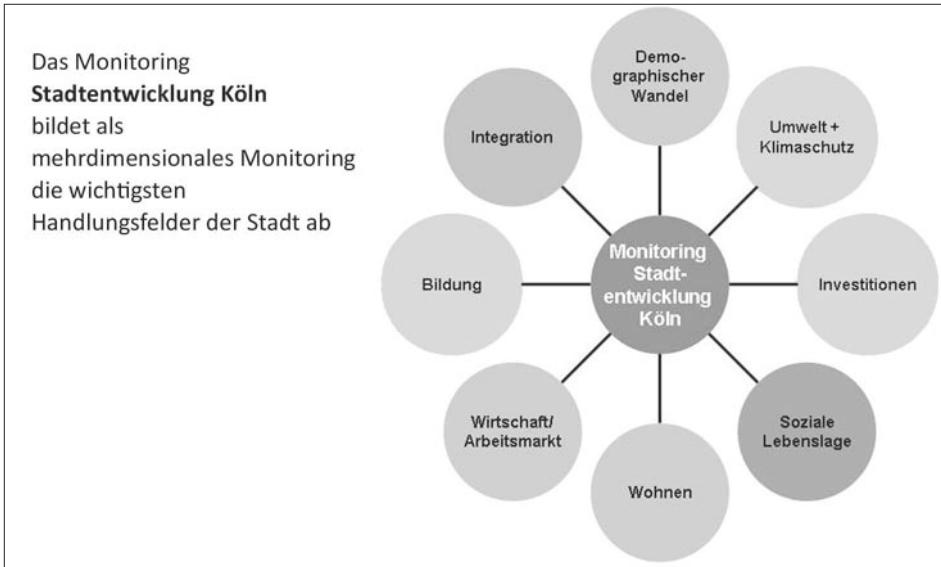 Das Monitoring
Stadtentwicklung Köln
bildet als
mehrdimensionales Monitoring
die wichtigsten
Handlungsfelder der Stadt ab
Demo-
graphischer
Wandel
Umwelt +
Klimaschutz
Investitionen
Soziale
Lebenslage
Wohnen
Wirtschaft/
Arbeitsmarkt
Bildung
Integration
Monitoring
Stadt-
entwicklung
Köln